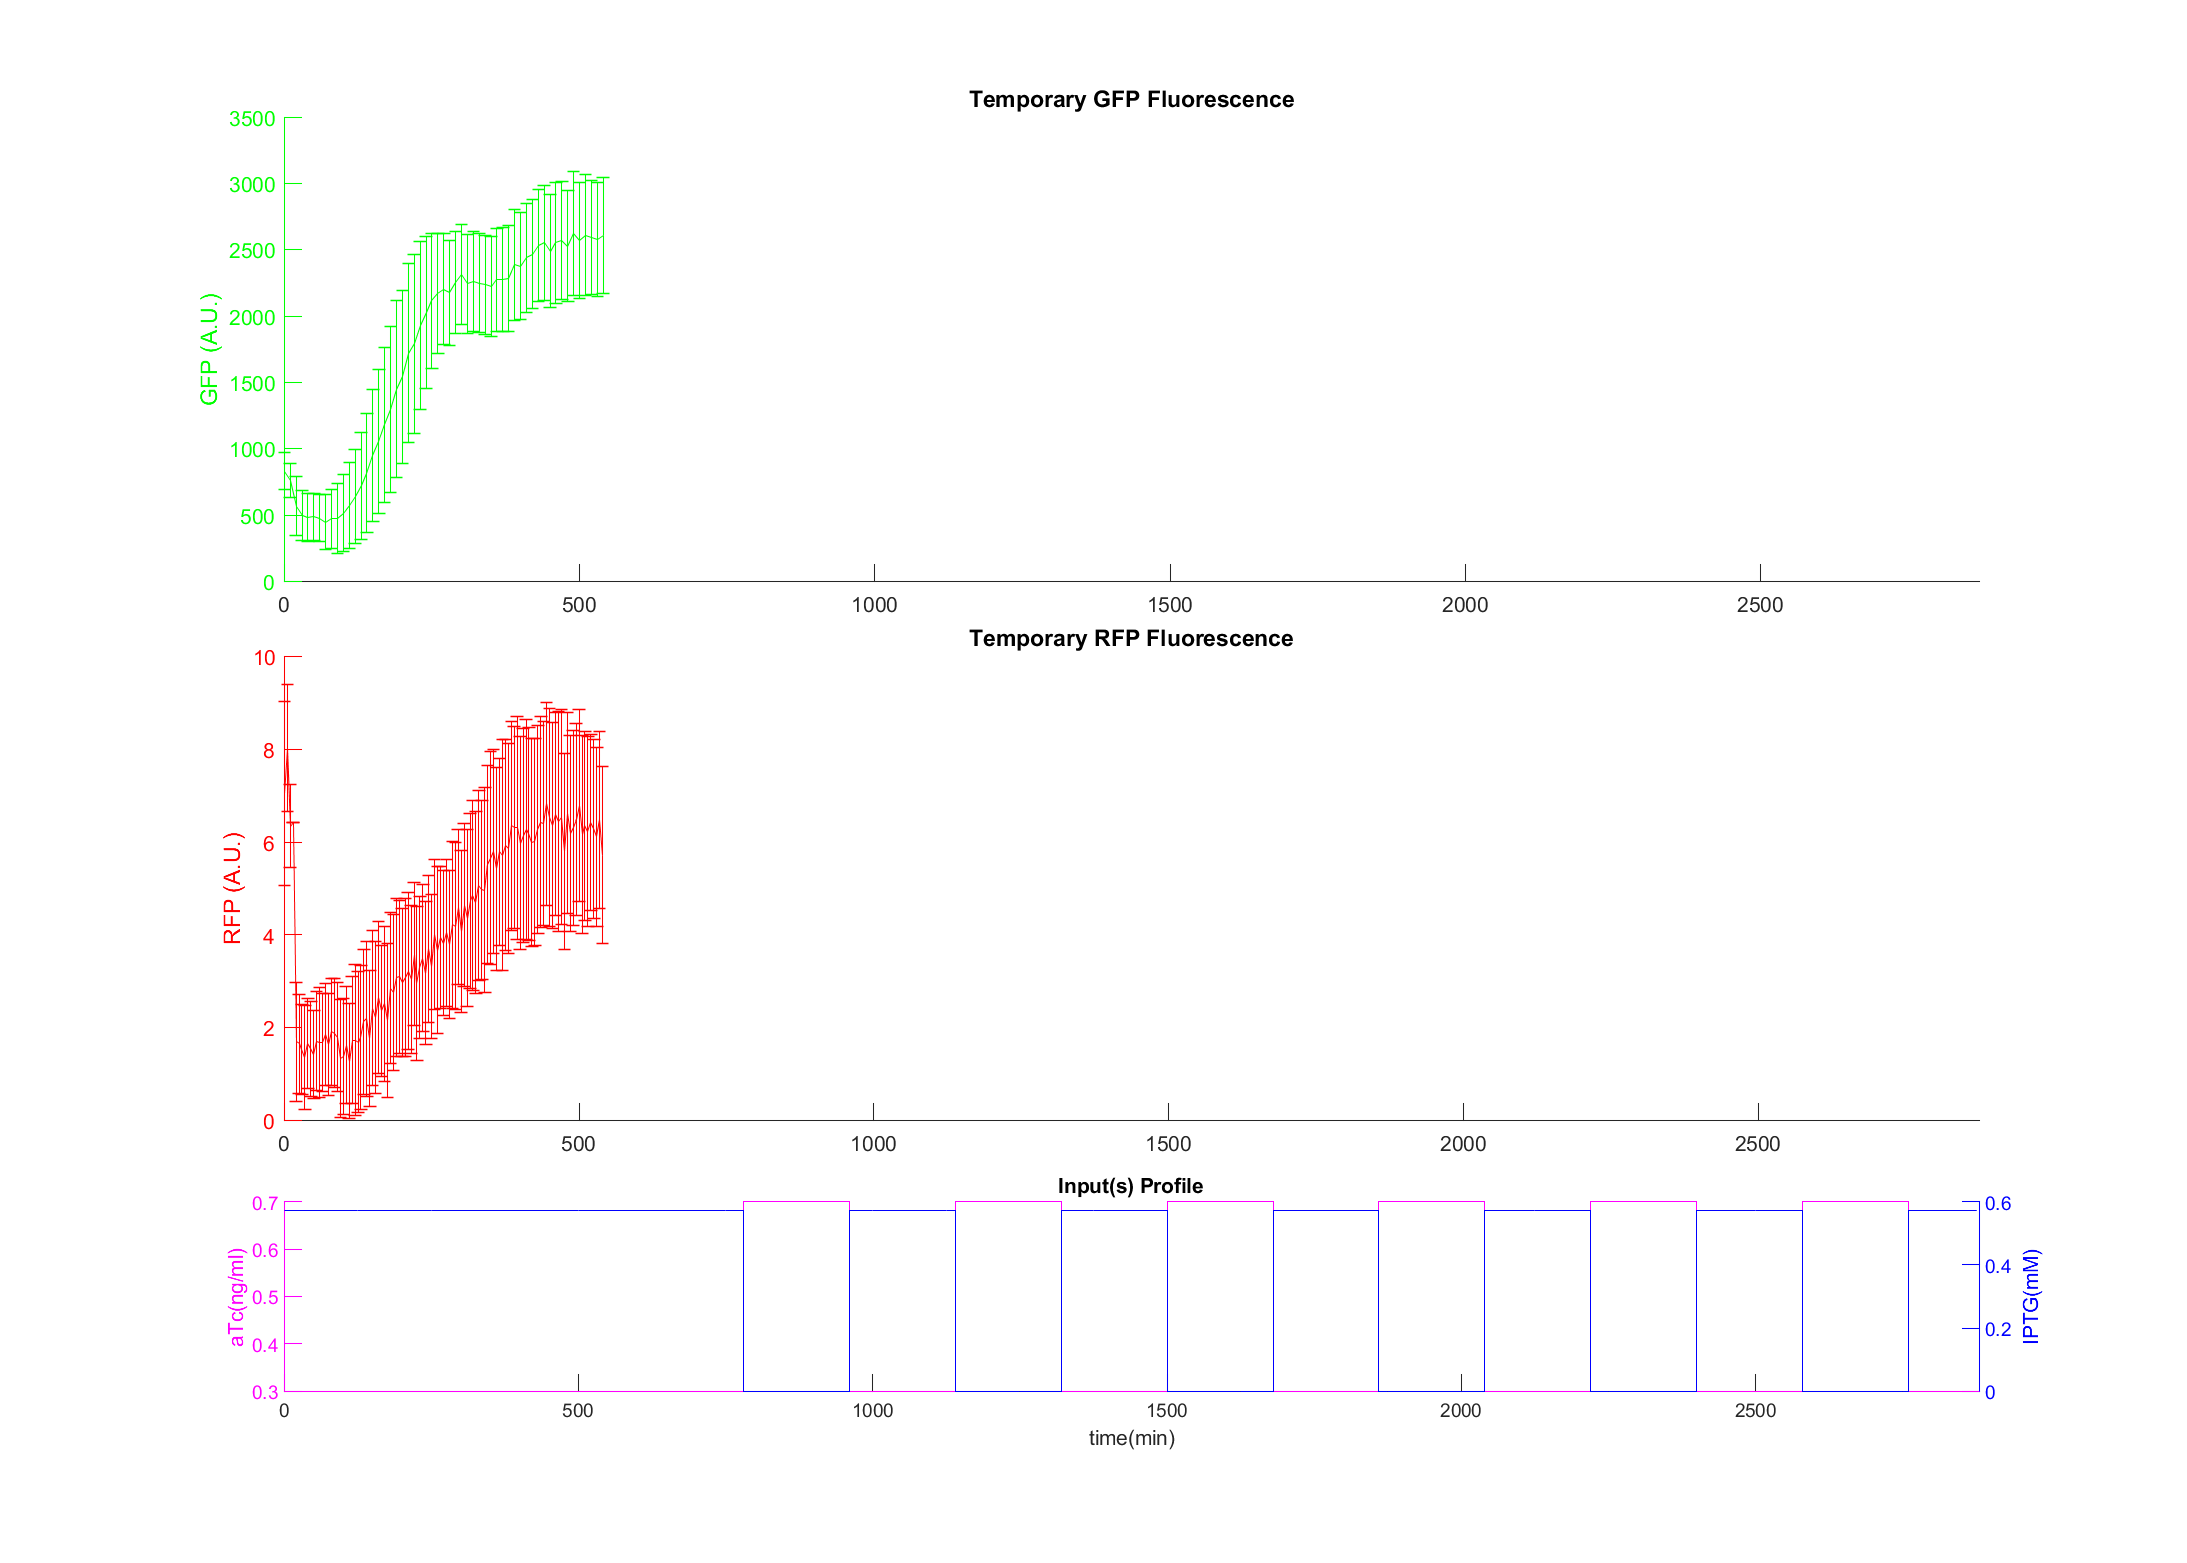 Temporary GFP Fluorescence
3500
3000
2500
2000
1500
1000
500
0
GFP (A.U.)
0 500 1000 1500 2000 2500
Temporary RFP Fluorescence
10
8
6
4
2
0
RFP (A.U.)
0 500 1000 1500 2000 2500
Input(s) Profile
0.7
0.6
0.5
0.4
0.3
aTc(ng/ml)
0.6
0.4
0.2
0
IPTG(mM)
0 500 1000 1500 2000 2500
time(min)